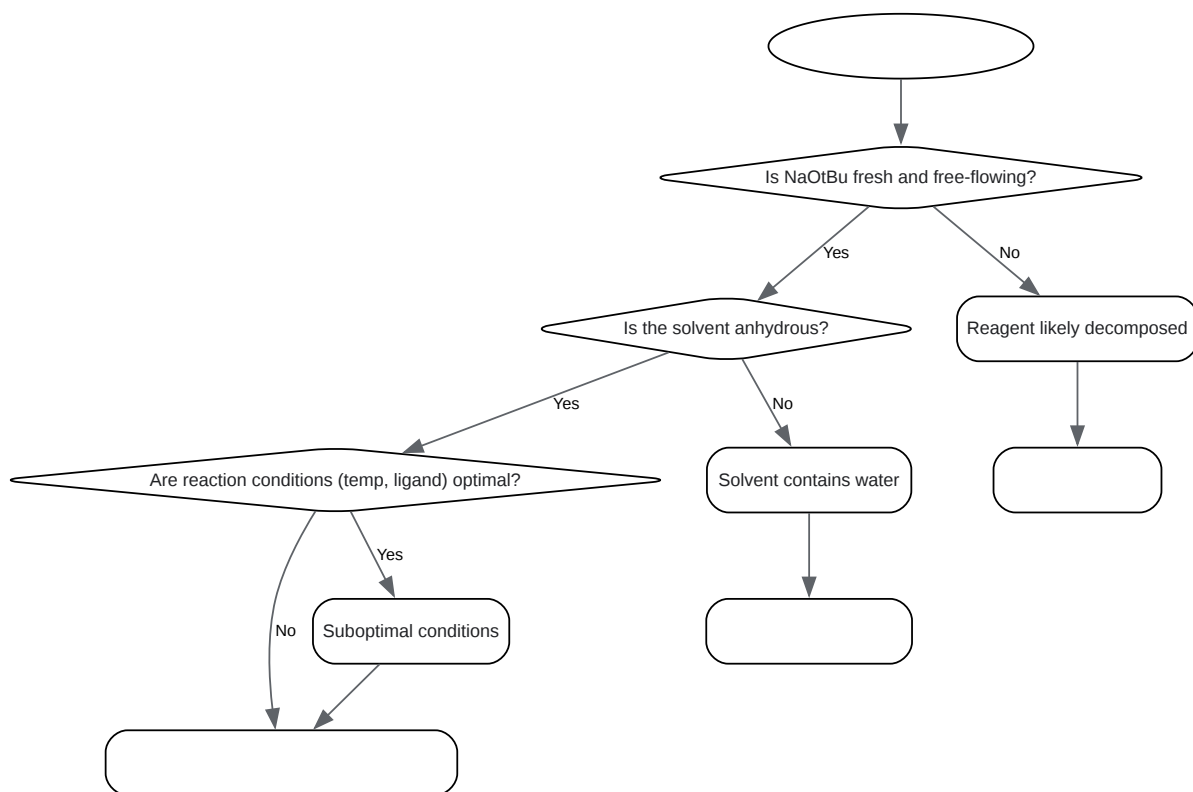 Is NaOtBu fresh and free-flowing?
Yes
No
Is the solvent anhydrous?
Reagent likely decomposed
Yes
No
Are reaction conditions (temp, ligand) optimal?
Solvent contains water
Yes
No
Suboptimal conditions